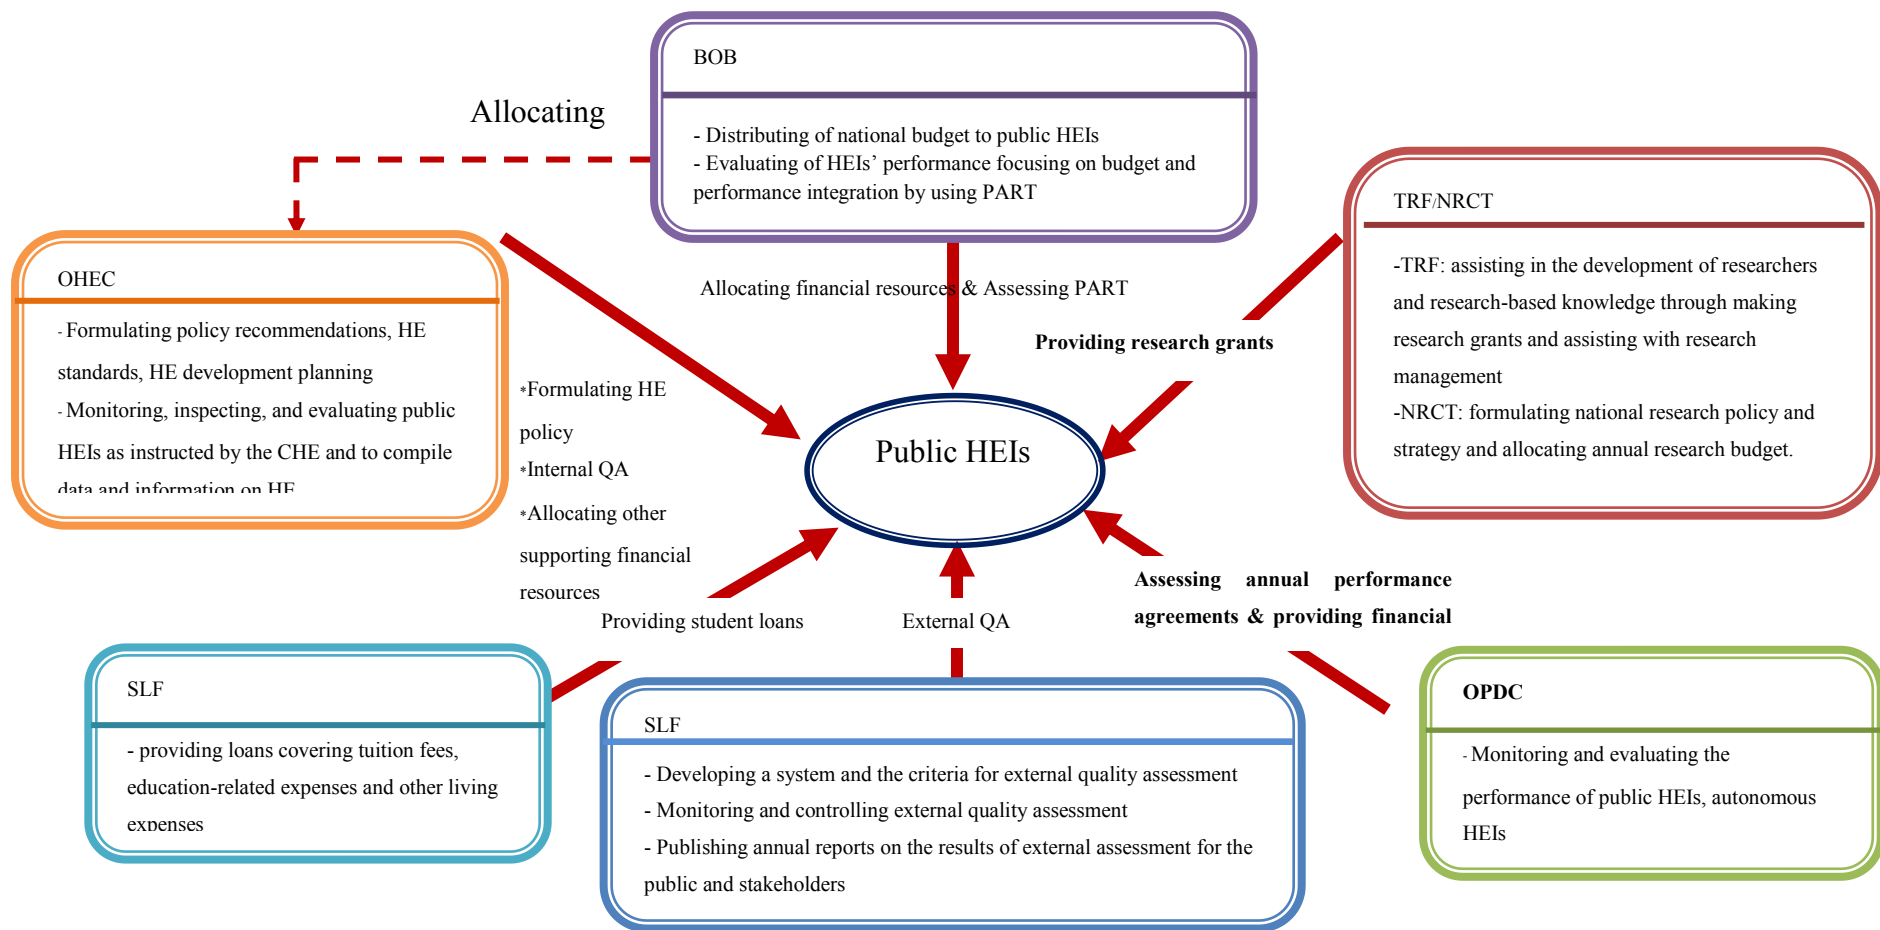 BOB
- Distributing of national budget to public HEIs
- Evaluating of HEIs’ performance focusing on budget and
performance integration by using PART
Allocating
TRF/NRCT
-TRF: assisting in the development of researchers
and research-based knowledge through making
research grants and assisting with research
management
-NRCT: formulating national research policy and
strategy and allocating annual research budget.
OHEC
- Formulating policy recommendations, HE
standards, HE development planning
- Monitoring, inspecting, and evaluating public
HEIs as instructed by the CHE and to compile
data and information on HE
Allocating financial resources & Assessing PART
Providing research grants
*Formulating HE
policy
*Internal QA
*Allocating other
supporting financial
resources
Public HEIs
Providing student loans
External QA
Assessing annual performance
agreements & providing financial
SLF
- providing loans covering tuition fees,
education-related expenses and other living
expenses
SLF
- Developing a system and the criteria for external quality assessment
- Monitoring and controlling external quality assessment
- Publishing annual reports on the results of external assessment for the
public and stakeholders
OPDC
- Monitoring and evaluating the
performance of public HEIs, autonomous
HEIs